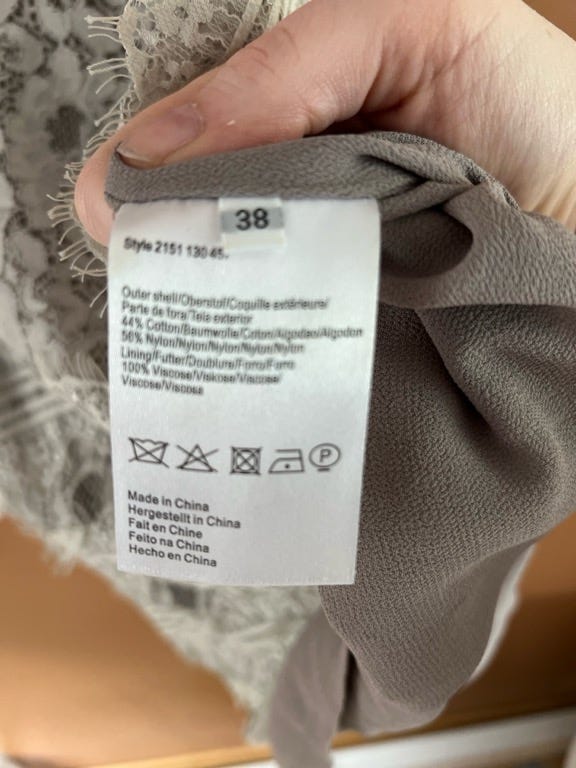 38
Style 2151 130 45
Outer shell/Oberstoff/Coquille extérieure/
Parte de fora/Tela exterior
44% Cotton/Baumwolle/Coton/Algodao/Algodon
56% Nylon/Nylon/Nylon/Nylon/Nylon
Lining/Futter/Doublure/Forro/Forro
100% Viscose/Viskose/Viscose
Viscose/Viscosa
P
Made in China
Hergestellt in China
Fait en Chine
Feito na China
Hecho en China